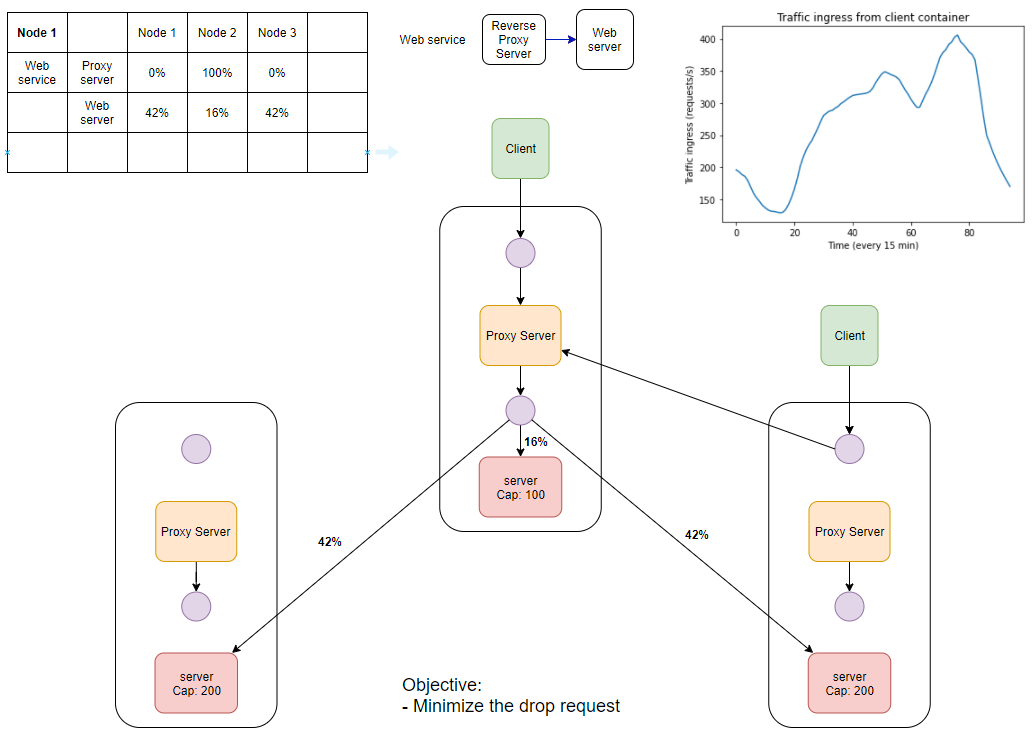 Node 1 Node 1 Node 2 Node 3
Web
service
Proxy
server
0% 100% 0%
Web
server
42% 16% 42%
Web service
Reverse
Proxy
Server
Web
server
Traffic ingress from client container
Traffic ingress (requests/s)
400
350
300
250
200
150
0 20 40 60 80
Time (every 15 min)
Client
Proxy Server
16%
server
Cap: 100
42%
42%
Client
Proxy Server
server
Cap: 200
Proxy Server
server
Cap: 200
Objective:
- Minimize the drop request